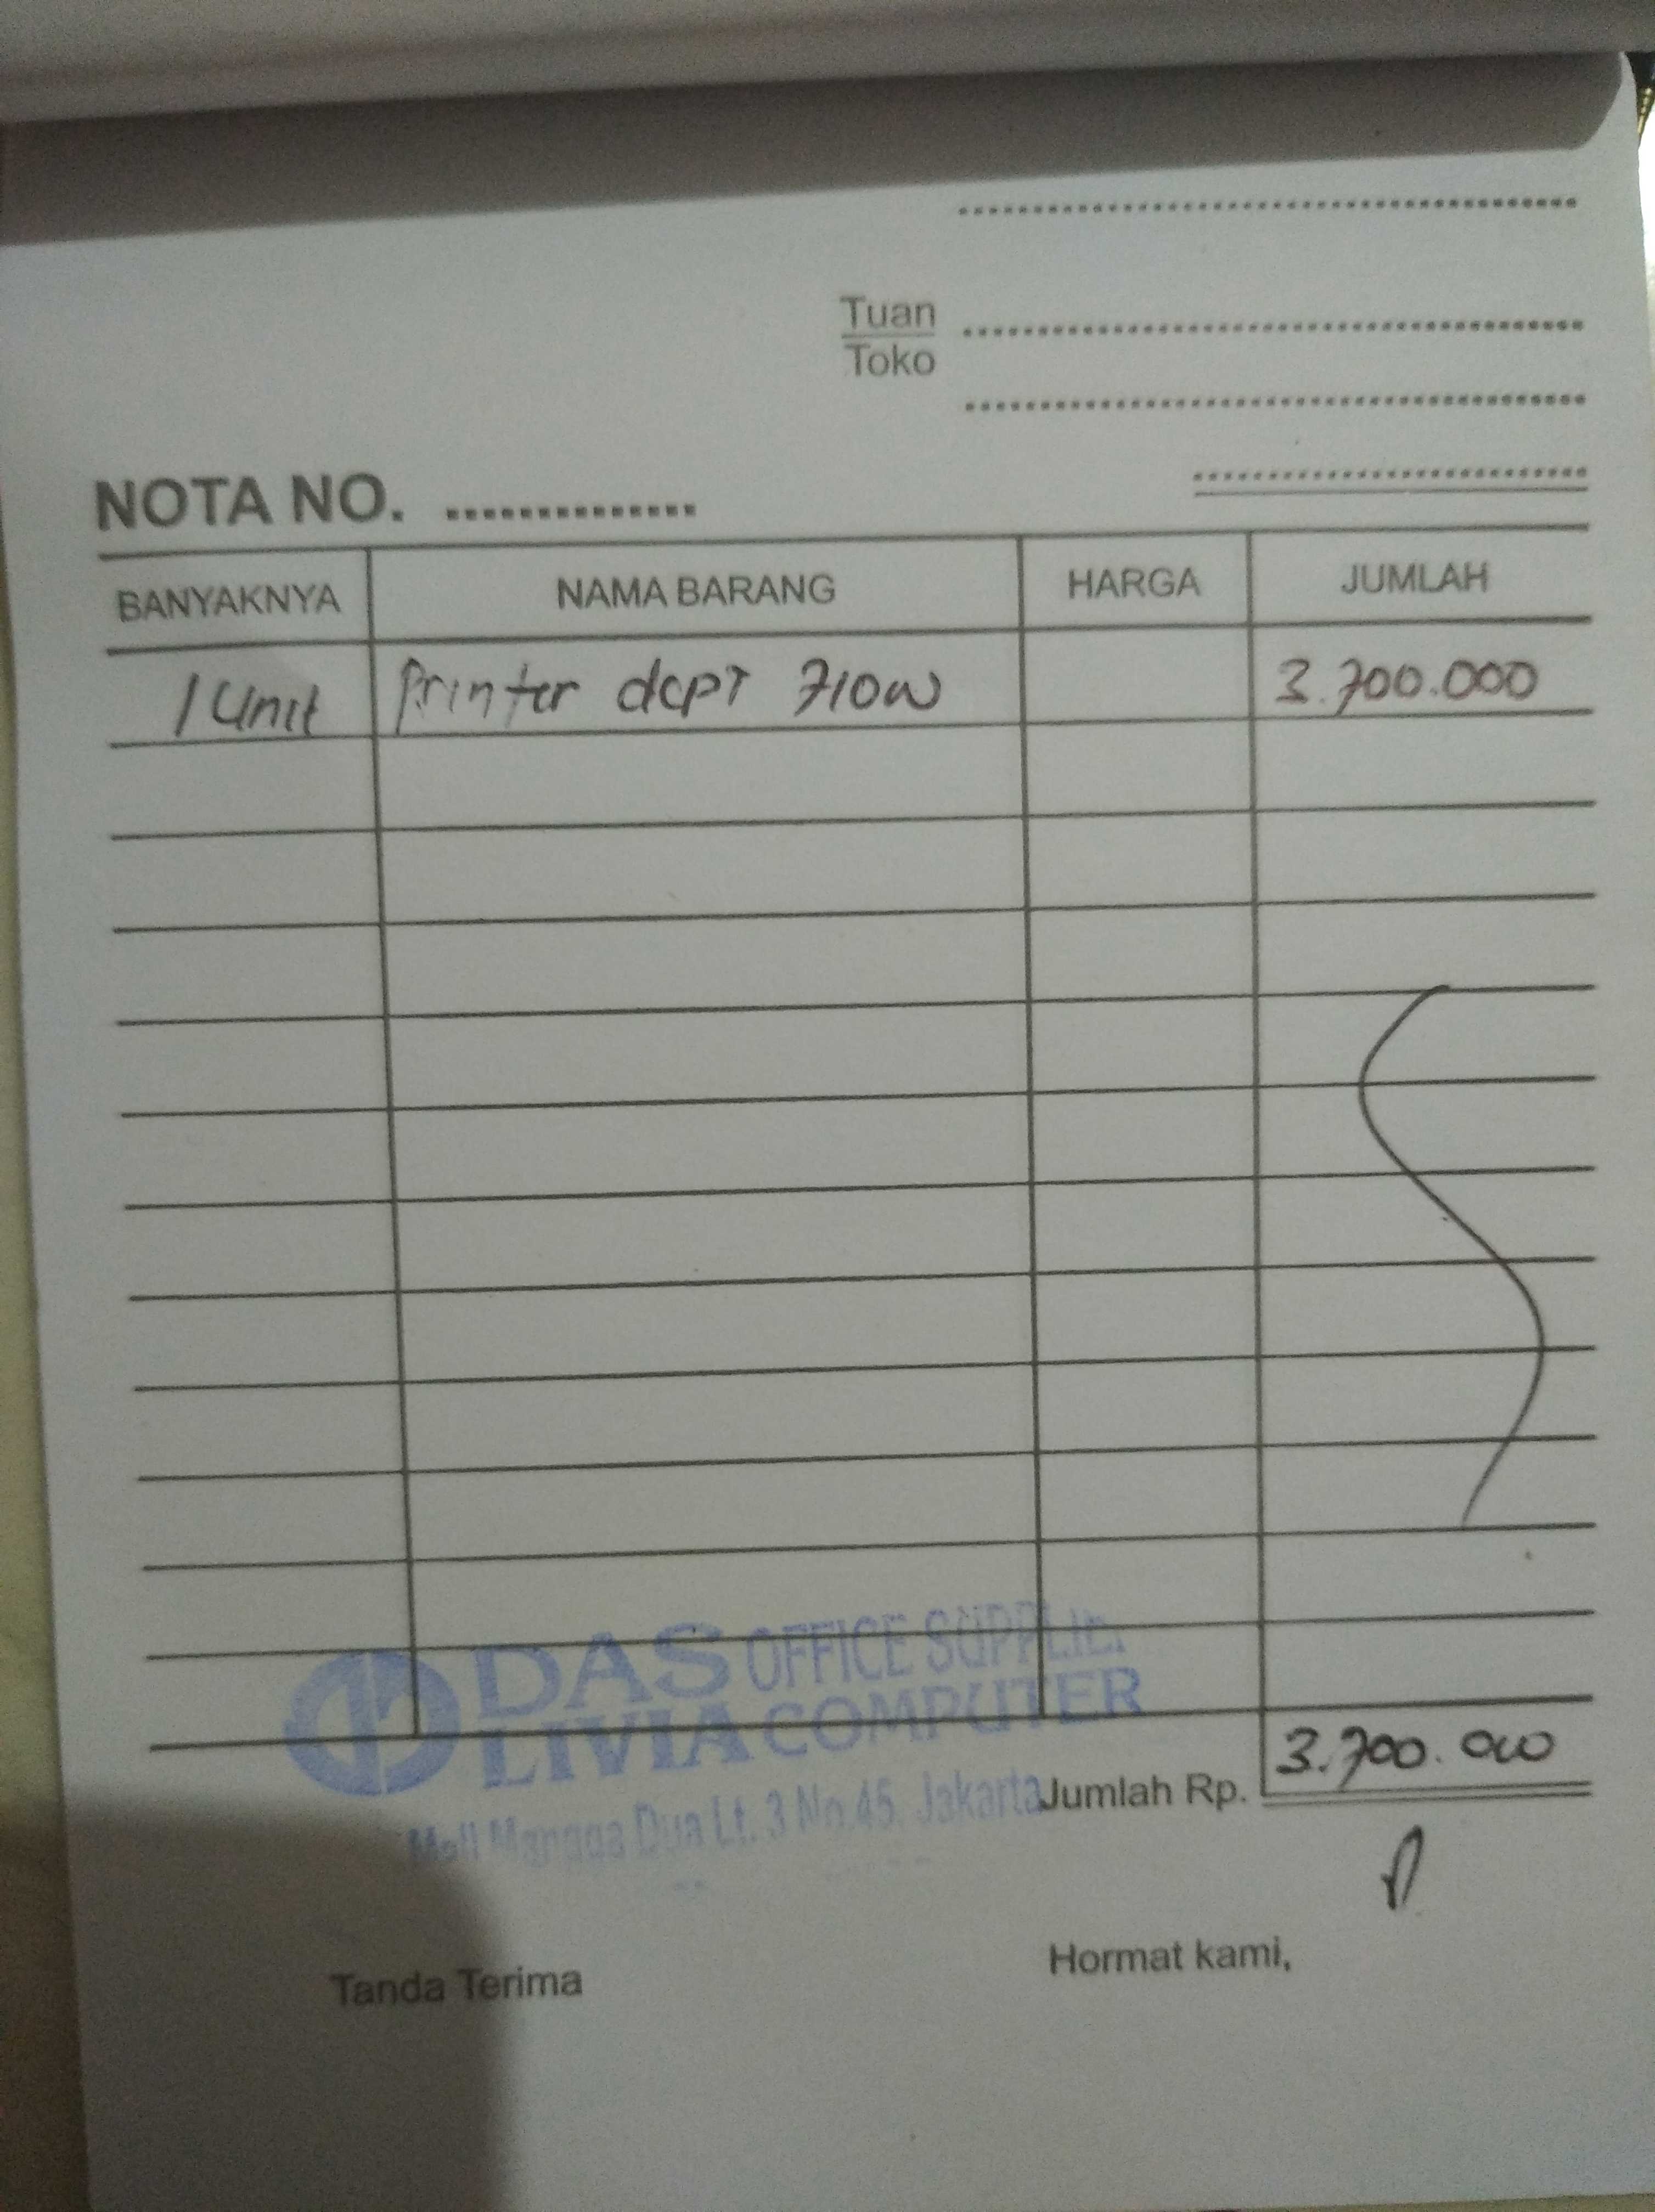 Tuan
Toko
NOTA NO. ..............
BANYAKNYA NAMA BARANG HARGA JUMLAH
1 Unit Printer dcpT 710W 3.700.000
DAS OFFICE
LIVIA COMPUTER
Mall Mangga Dua Lt. 3 No.45. Jakarta
Jumlah Rp. 3.700.000
Tanda Terima Hormat kami,